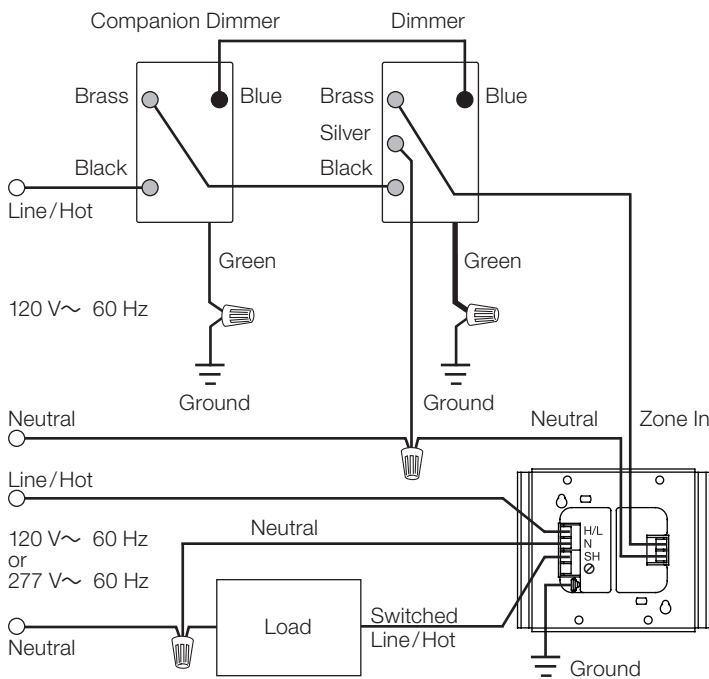 Companion Dimmer
Dimmer
Brass
Blue
Brass
Blue
Silver
Black
Black
Line/Hot
Green
Green
120 V~ 60 Hz
Ground
Ground
Neutral
Neutral
Zone In
Line/Hot
120 V~ 60 Hz
or
277 V~ 60 Hz
Neutral
H/L
N
SH
Load
Switched
Line/Hot
Neutral
Ground